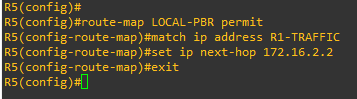 R5(config)#
R5(config)#route-map LOCAL-PBR permit
R5(config-route-map)#match ip address R1-TRAFFIC
R5(config-route-map)#set ip next-hop 172.16.2.2
R5(config-route-map)#exit
R5(config)#